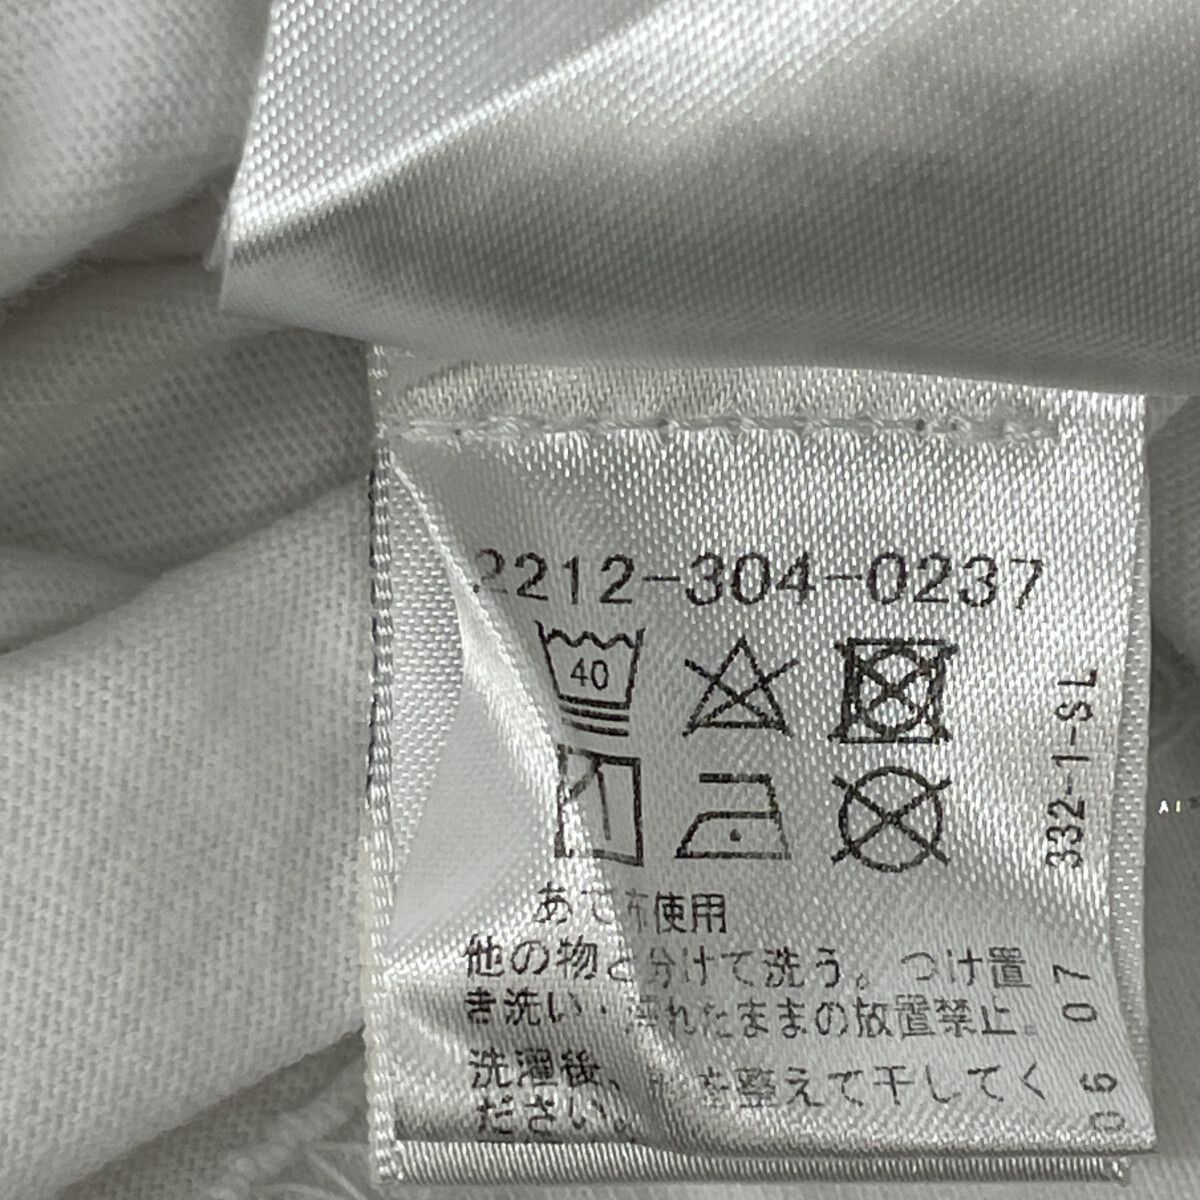 2212-304-0237
40
332-1-SL
あて布使用
他の物と分けて洗う。つけ置
き洗い・濡れたままの放置禁止。
洗濯後、形を整えて干してく
ださい。
06 07